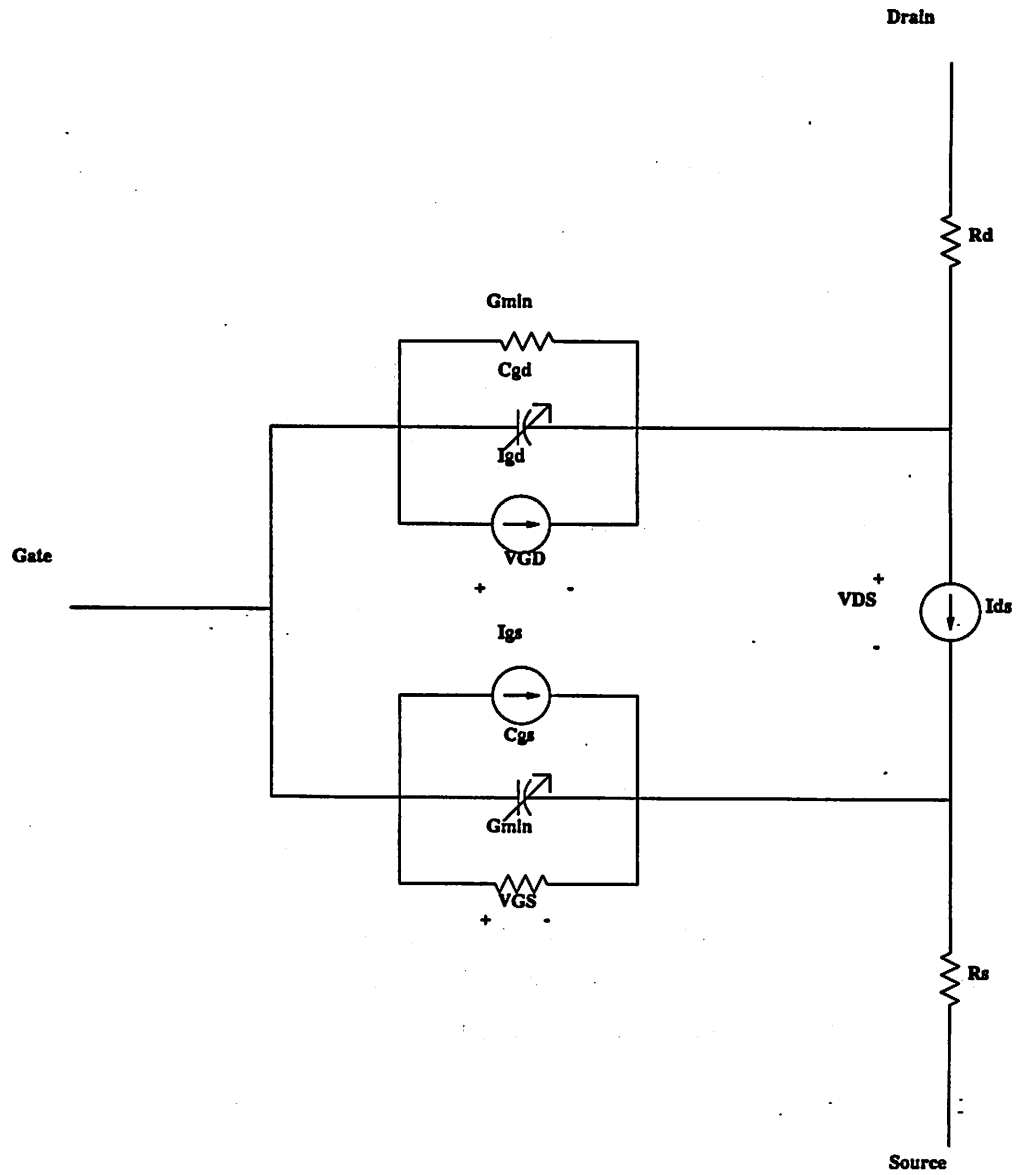 Drain
Rd
Gmin
Cgd
Igd
Gate
VGD
+ -
+
VDS
Ids
-
Igs
Cgs
Gmin
VGS
+ -
Rs
Source